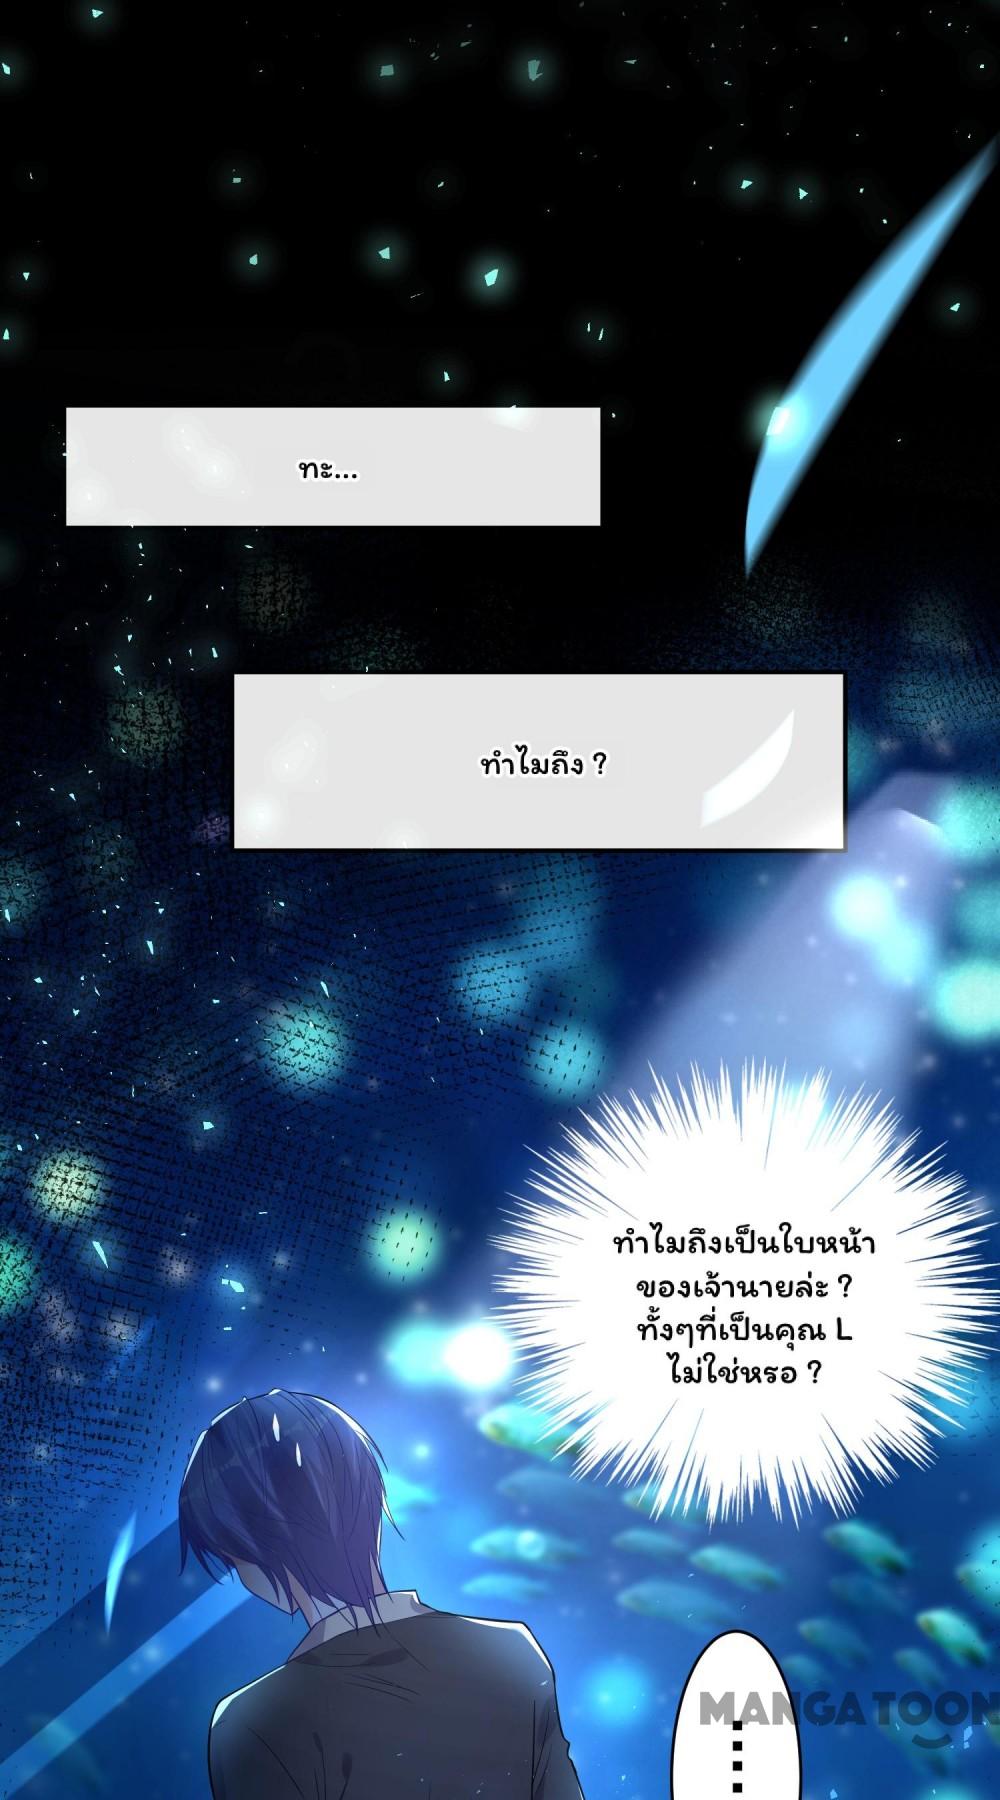 ทะ...
ทำไมถึง ?
ทำไมถึงเป็นใบหน้า
ของเจ้านายล่ะ ?
ทั้งๆที่เป็นคุณ L
ไม่ใช่หรอ ?
MANGATOON